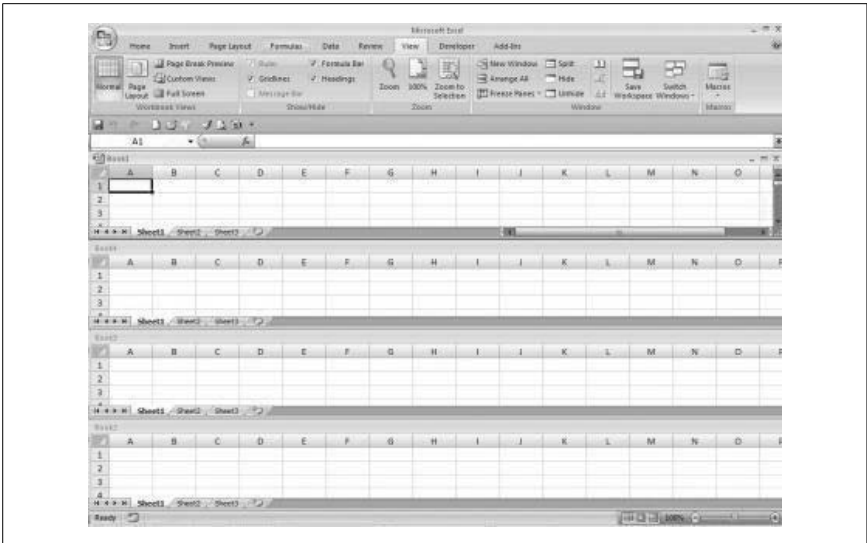 Microsoft Excel
Home Insert Page Layout Formulas Data Review View Developer Add-Ins
Normal
Page Layout
Page Break Preview
Custom Views
Full Screen
Workbook Views
Ruler
Gridlines
Message Bar
Formula Bar
Headings
Show/Hide
Zoom
100%
Zoom to Selection
Zoom
New Window
Arrange All
Freeze Panes
Split
Hide
Unhide
Save Workspace
Switch Windows
Window
Macros
Macros
A1
fx
Book1
A B C D E F G H I J K L M N O
1
2
3
Sheet1 Sheet2 Sheet3
A B C D E F G H I J K L M N O P
1
2
3
Sheet1 Sheet2 Sheet3
A B C D E F G H I J K L M N O P
1
2
3
Sheet1 Sheet2 Sheet3
A B C D E F G H I J K L M N O P
1
2
3
4
Sheet1 Sheet2 Sheet3
Ready
100%